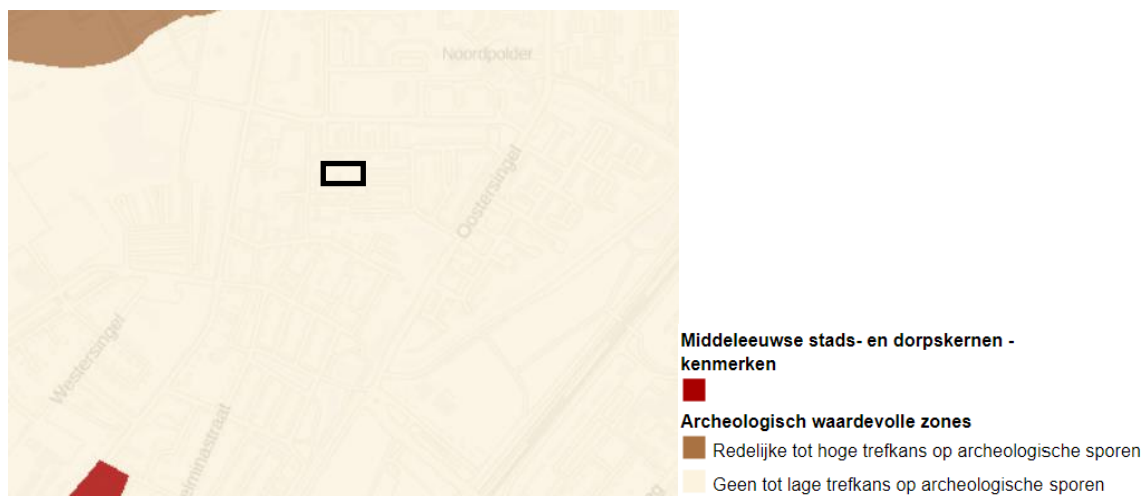 Noordpolder
Oostersingel
Westersingel
elminastraat
Middeleeuwse stads- en dorpskernen -
kenmerken
Archeologisch waardevolle zones
Redelijke tot hoge trefkans op archeologische sporen
Geen tot lage trefkans op archeologische sporen